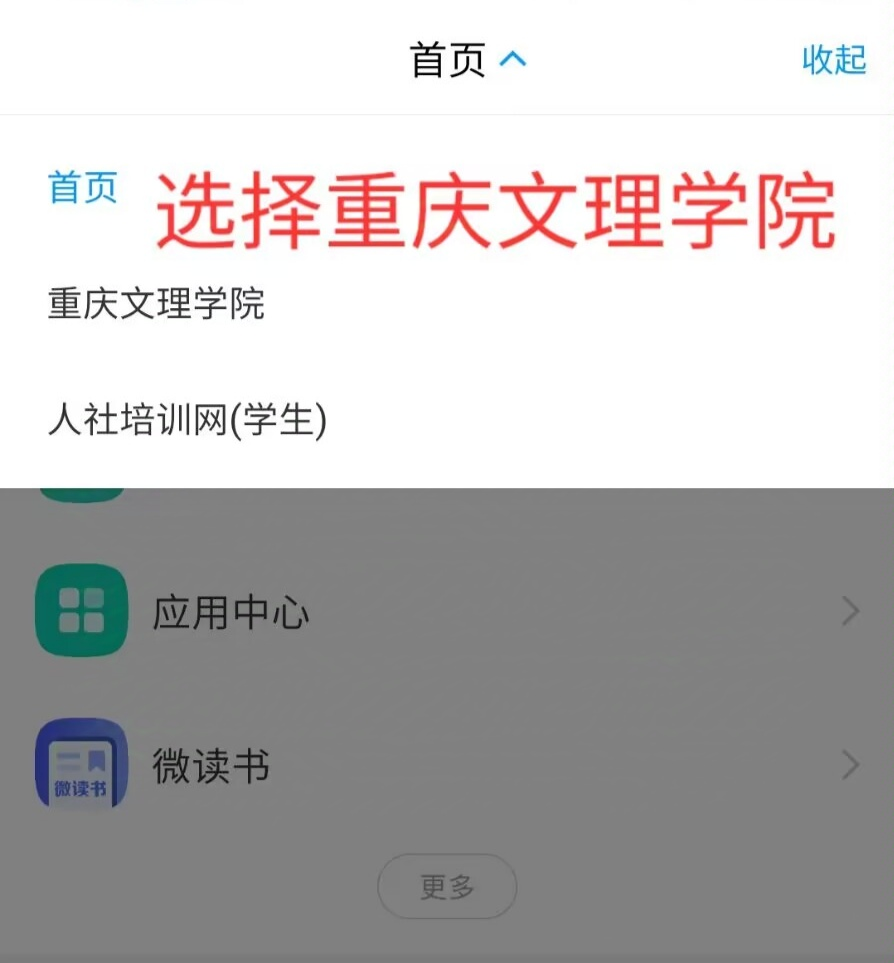 首页
收起
首页
选择重庆文理学院
重庆文理学院
人社培训网(学生)
应用中心
微读书
微读书
更多